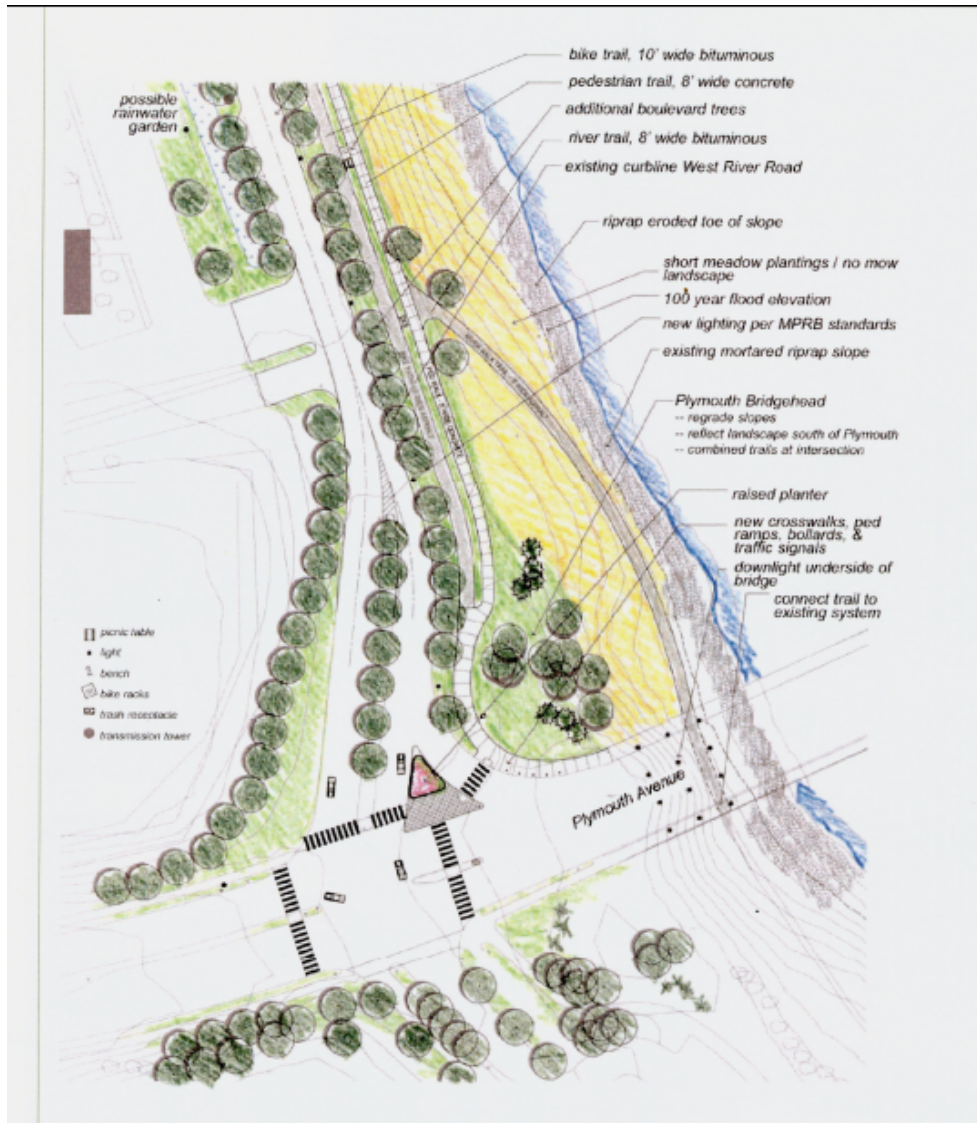 bike trail, 10' wide bituminous
pedestrian trail, 8' wide concrete
additional boulevard trees
river trail, 8' wide bituminous
existing curbline West River Road
possible
rainwater
garden
riprap eroded toe of slope
short meadow plantings / no mow
landscape
100 year flood elevation
new lighting per MPRB standards
existing mortared riprap slope
Plymouth Bridgehead
-- regrade slopes
-- reflect landscape south of Plymouth
-- combined trails at intersection
raised planter
new crosswalks, ped
ramps, bollards, &
traffic signals
downlight underside of
bridge
connect trail to
existing system
picnic table
light
bench
bike racks
trash receptacle
transmission tower
Plymouth Avenue